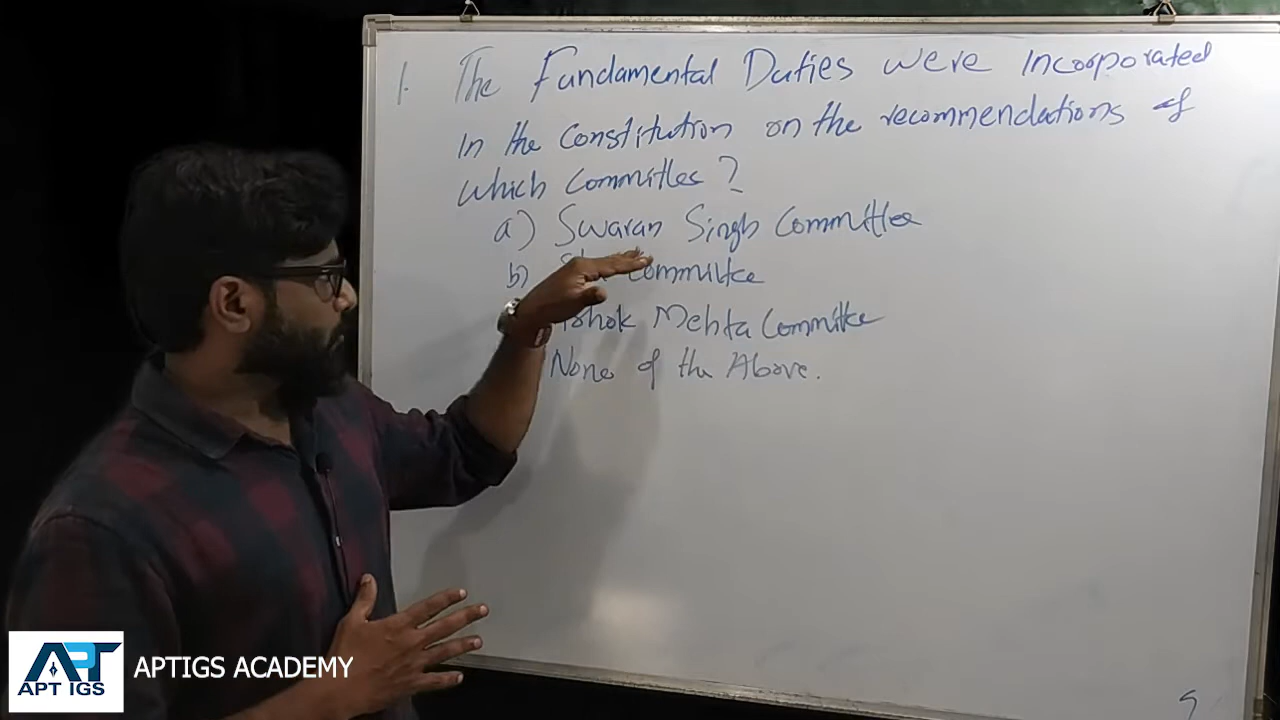 1. The Fundamental Duties were incorporated
in the constitution on the recommendations of
which Committee?
a) Swaran Singh Committee
b) Committee
Ashok Mehta Committee
None of the Above.
APT IGS
APTIGS ACADEMY